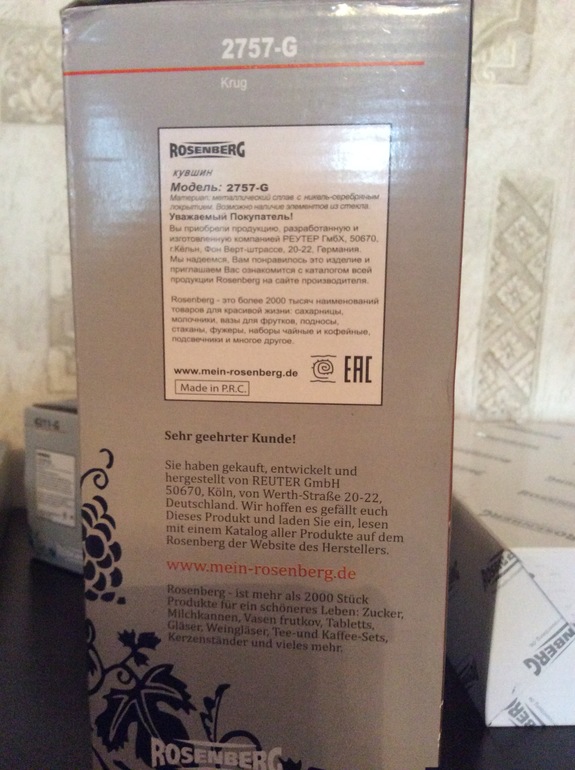 2757-G
Krug
ROSENBERG
кувшин
Модель: 2757-G
Материал: металлический сплав с никель-серебряным
покрытием. Возможно наличие элементов из стекла.
Уважаемый Покупатель!
Вы приобрели продукцию, разработанную и
изготовленную компанией РЕУТЕР ГмбХ, 50670,
г.Кёльн, Фон Верт-штрассе, 20-22, Германия.
Мы надеемся, Вам понравилось это изделие и
приглашаем Вас ознакомится с каталогом всей
продукции Rosenberg на сайте производителя.
Rosenberg - это более 2000 тысяч наименований
товаров для красивой жизни: сахарницы,
молочники, вазы для фруктов, подносы,
стаканы, фужеры, наборы чайные и кофейные,
подсвечники и многое другое.
www.mein-rosenberg.de
EAC
Made in P.R.C.
Sehr geehrter Kunde!
Sie haben gekauft, entwickelt und
hergestellt von REUTER GmbH
50670, Köln, von Werth-Straße 20-22,
Deutschland. Wir hoffen es gefällt euch
Dieses Produkt und laden Sie ein, lesen
mit einem Katalog aller Produkte auf dem
Rosenberg der Website des Herstellers.
www.mein-rosenberg.de
Rosenberg - ist mehr als 2000 Stück
Produkte für ein schöneres Leben: Zucker,
Milchkannen, Vasen frutkov, Tabletts,
Gläser, Weingläser, Tee-und Kaffee-Sets,
Kerzenständer und vieles mehr.
ROSENBERG
ROSENBERG